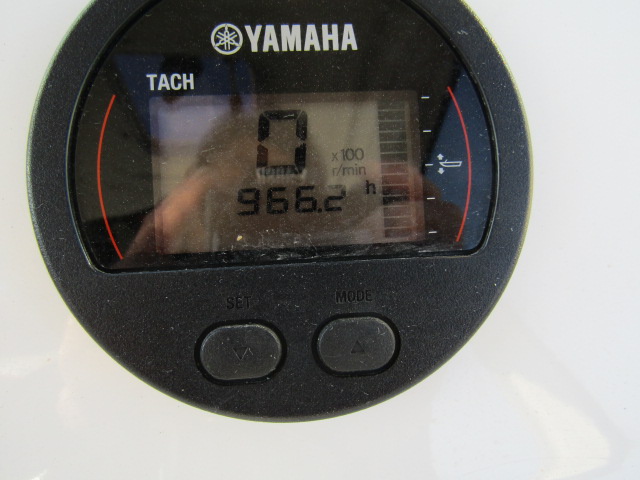 YAMAHA
TACH
0
x100
r/min
966.2 h
SET MODE